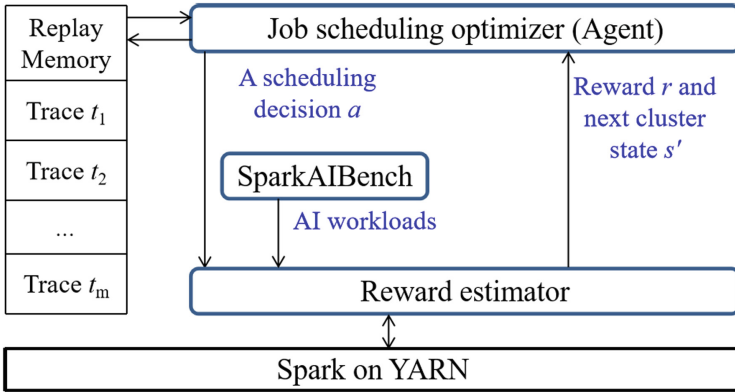 Replay
Memory
Trace t₁
Trace t₂
...
Trace tₘ
Job scheduling optimizer (Agent)
A scheduling
decision a
Reward r and
next cluster
state s′
SparkAIBench
AI workloads
Reward estimator
Spark on YARN